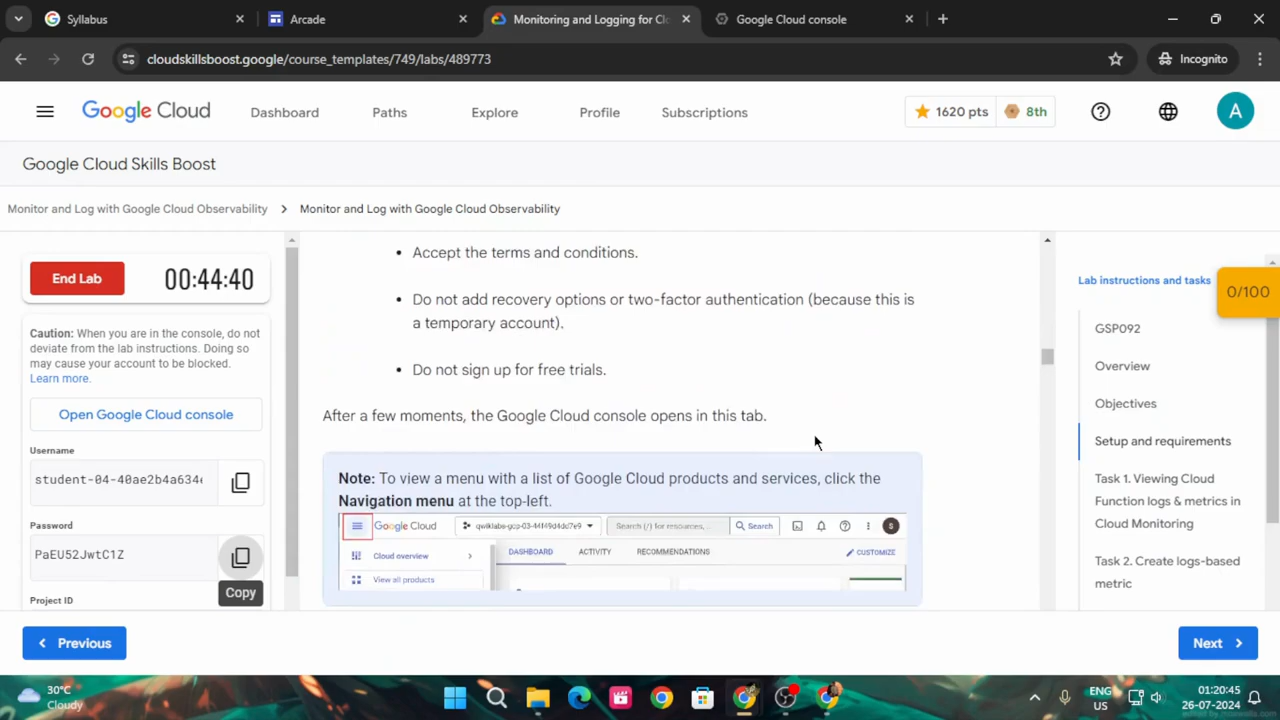 Syllabus
Arcade
Monitoring and Logging for Cl
Google Cloud console
cloudskillsboost.google/course_templates/749/labs/489773
Incognito
Google Cloud
Dashboard
Paths
Explore
Profile
Subscriptions
1620 pts
8th
A
Google Cloud Skills Boost
Monitor and Log with Google Cloud Observability
Monitor and Log with Google Cloud Observability
End Lab
00:44:40
Caution: When you are in the console, do not
deviate from the lab instructions. Doing so
may cause your account to be blocked.
Learn more.
Open Google Cloud console
Username
student-04-40ae2b4a634
Password
PaEU52JwtC1Z
Copy
Project ID
• Accept the terms and conditions.
• Do not add recovery options or two-factor authentication (because this is
a temporary account).
• Do not sign up for free trials.
After a few moments, the Google Cloud console opens in this tab.
Note: To view a menu with a list of Google Cloud products and services, click the
Navigation menu at the top-left.
Google Cloud
qwiklabs-gcp-03-44f49d4dc7e9
Search (/) for resources,
Search
S
Cloud overview
DASHBOARD
ACTIVITY
RECOMMENDATIONS
CUSTOMIZE
View all products
Lab instructions and tasks
0/100
GSP092
Overview
Objectives
Setup and requirements
Task 1. Viewing Cloud
Function logs & metrics in
Cloud Monitoring
Task 2. Create logs-based
metric
Previous
Next
30°C
Cloudy
ENG
US
01:20:45
26-07-2024